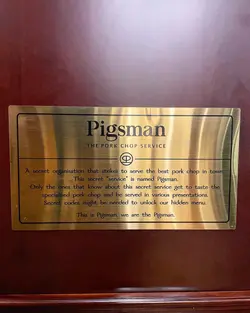 Pigsman
THE PORK CHOP SERVICE
A secret organisation that strikes to serve the best pork chop in town.
This secret "service" is named Pigsman.
Only the ones that know about this secret service get to taste the
specialised pork chop and be served in various presentations.
Secret codes might be needed to unlock our hidden menu.
This is Pigsman, we are the Pigsman.